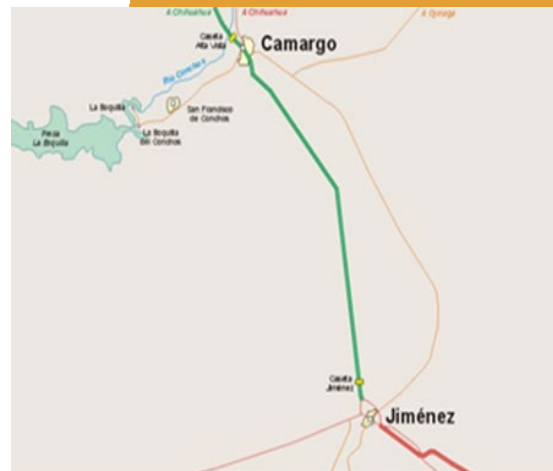 A Chihuahua
A Chihuahua
A Ojinaga
Caseta
Alta Vista
Camargo
Río Conchos
La Boquilla
San Francisco
de Conchos
Presa
La Boquilla
La Boquilla
Del Conchos
Caseta
Jiménez
Jiménez